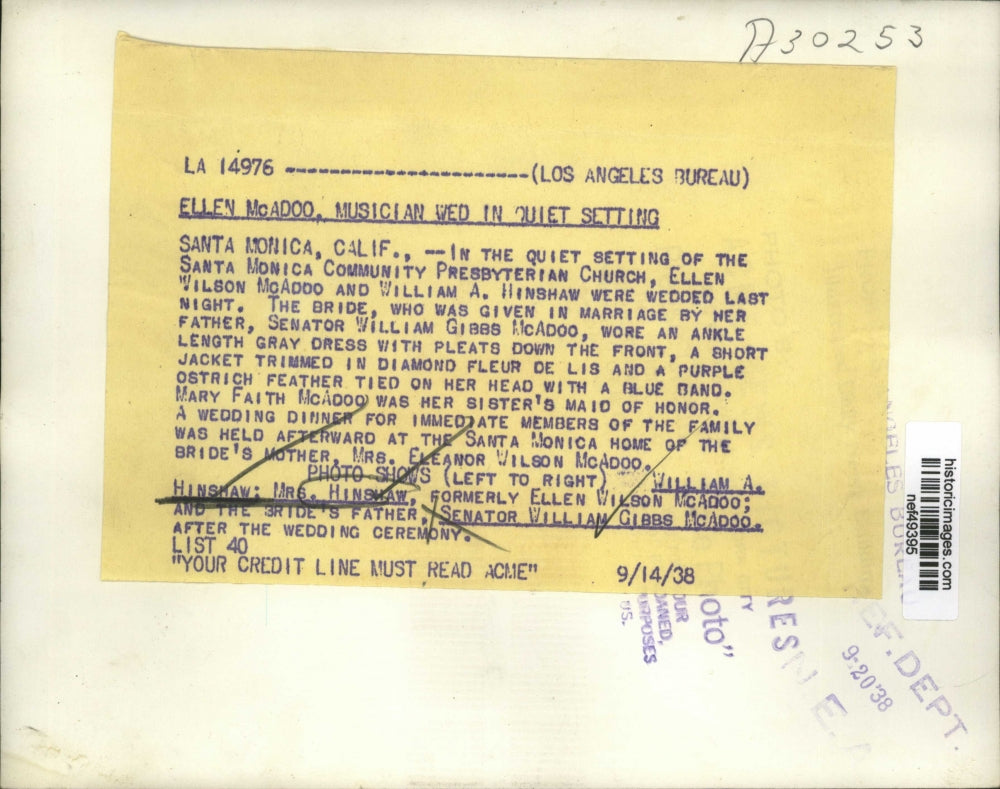 A30253
LA 14976 ------------------------(LOS ANGELES BUREAU)
ELLEN McADOO, MUSICIAN WED IN QUIET SETTING
SANTA MONICA, CALIF., --IN THE QUIET SETTING OF THE
SANTA MONICA COMMUNITY PRESBYTERIAN CHURCH, ELLEN
WILSON McADOO AND WILLIAM A. HINSHAW WERE WEDDED LAST
NIGHT. THE BRIDE, WHO WAS GIVEN IN MARRIAGE BY HER
FATHER, SENATOR WILLIAM GIBBS McADOO, WORE AN ANKLE
LENGTH GRAY DRESS WITH PLEATS DOWN THE FRONT, A SHORT
JACKET TRIMMED IN DIAMOND FLEUR DE LIS AND A PURPLE
OSTRICH FEATHER TIED ON HER HEAD WITH A BLUE BAND.
MARY FAITH McADOO WAS HER SISTER'S MAID OF HONOR.
A WEDDING DINNER FOR IMMEDIATE MEMBERS OF THE FAMILY
WAS HELD AFTERWARD AT THE SANTA MONICA HOME OF THE
BRIDE'S MOTHER, MRS. ELEANOR WILSON McADOO.
PHOTO SHOWS (LEFT TO RIGHT) WILLIAM A.
HINSHAW; MRS. HINSHAW, FORMERLY ELLEN WILSON McADOO;
AND THE BRIDE'S FATHER, SENATOR WILLIAM GIBBS McADOO.
AFTER THE WEDDING CEREMONY.
LIST 40
"YOUR CREDIT LINE MUST READ ACME" 9/14/38
historicimages.com
nef49395
REF. DEPT.
9-20'38
N.E.A